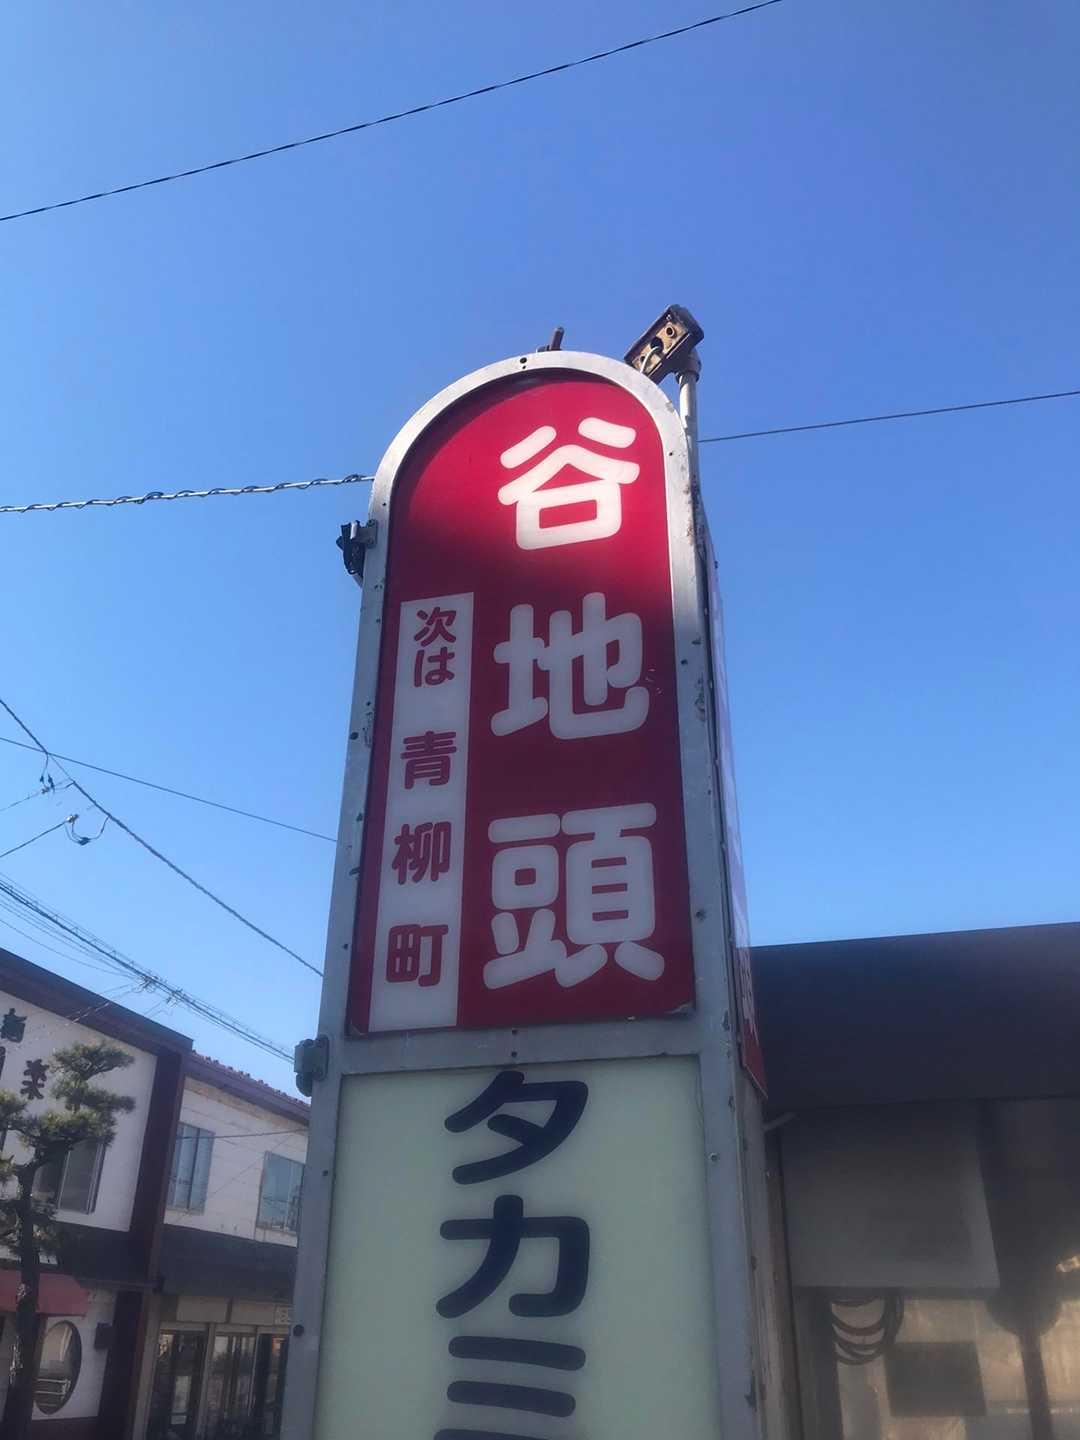 谷地頭
次は 青柳町
タカミ